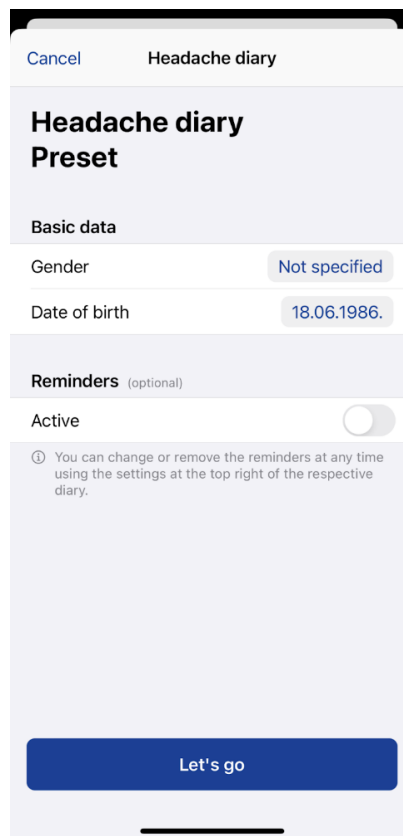 Cancel
Headache diary
Headache diary
Preset
Basic data
Gender
Not specified
Date of birth
18.06.1986.
Reminders (optional)
Active
You can change or remove the reminders at any time
using the settings at the top right of the respective
diary.
Let's go